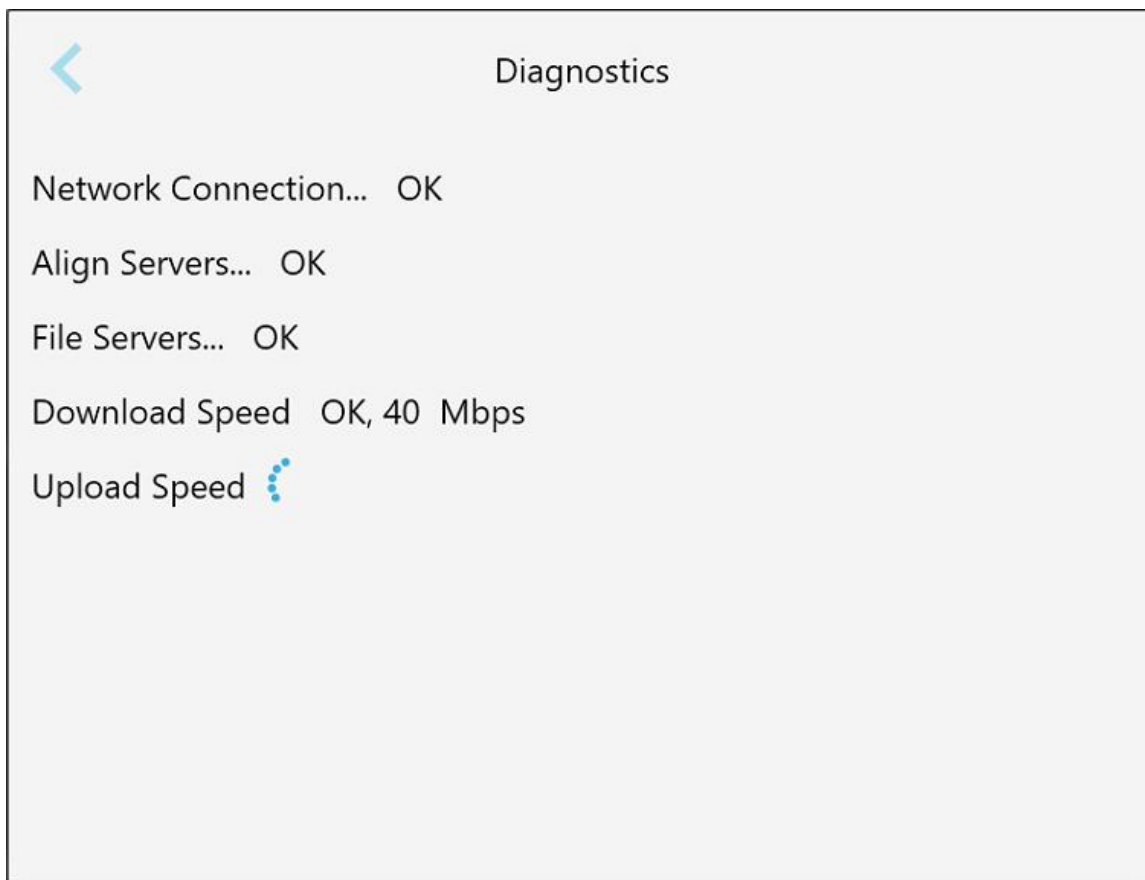 Diagnostics
Network Connection... OK
Align Servers... OK
File Servers... OK
Download Speed OK, 40 Mbps
Upload Speed